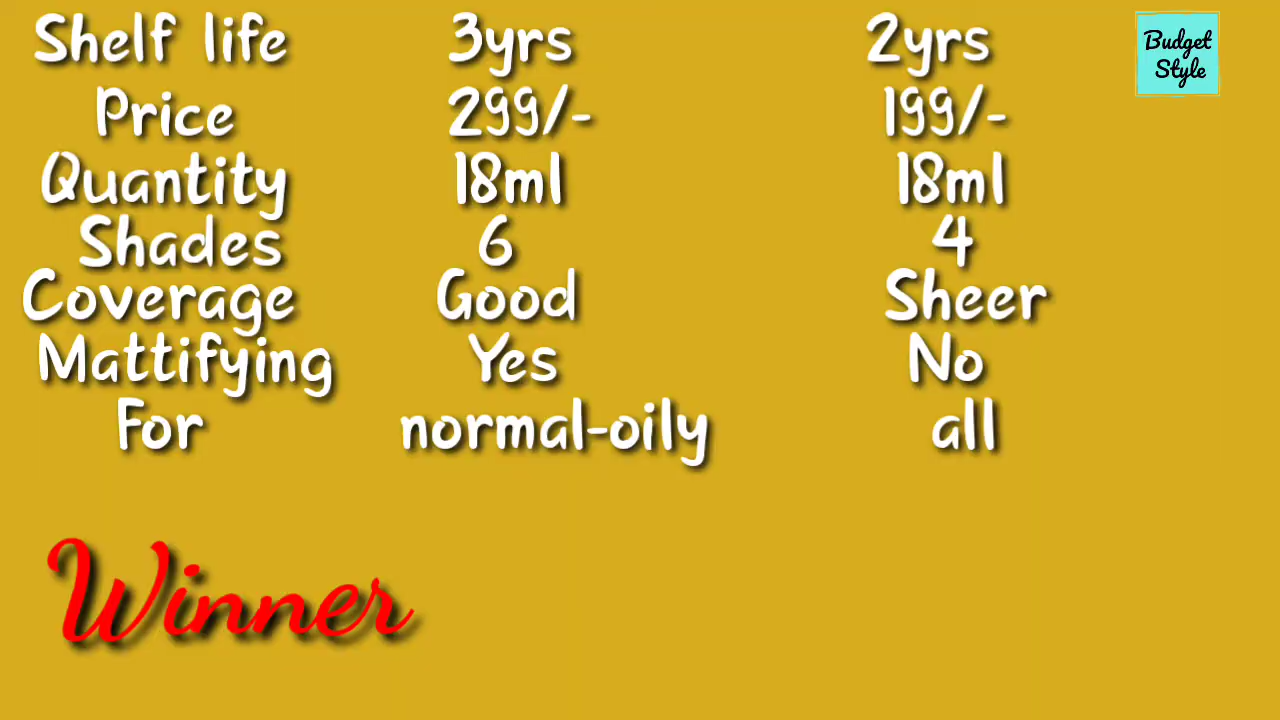 Shelf life 3yrs 2yrs
Budget
Style
Price 299/- 199/-
Quantity 18ml 18ml
Shades 6 4
Coverage Good Sheer
Mattifying Yes No
For normal-oily all
Winner